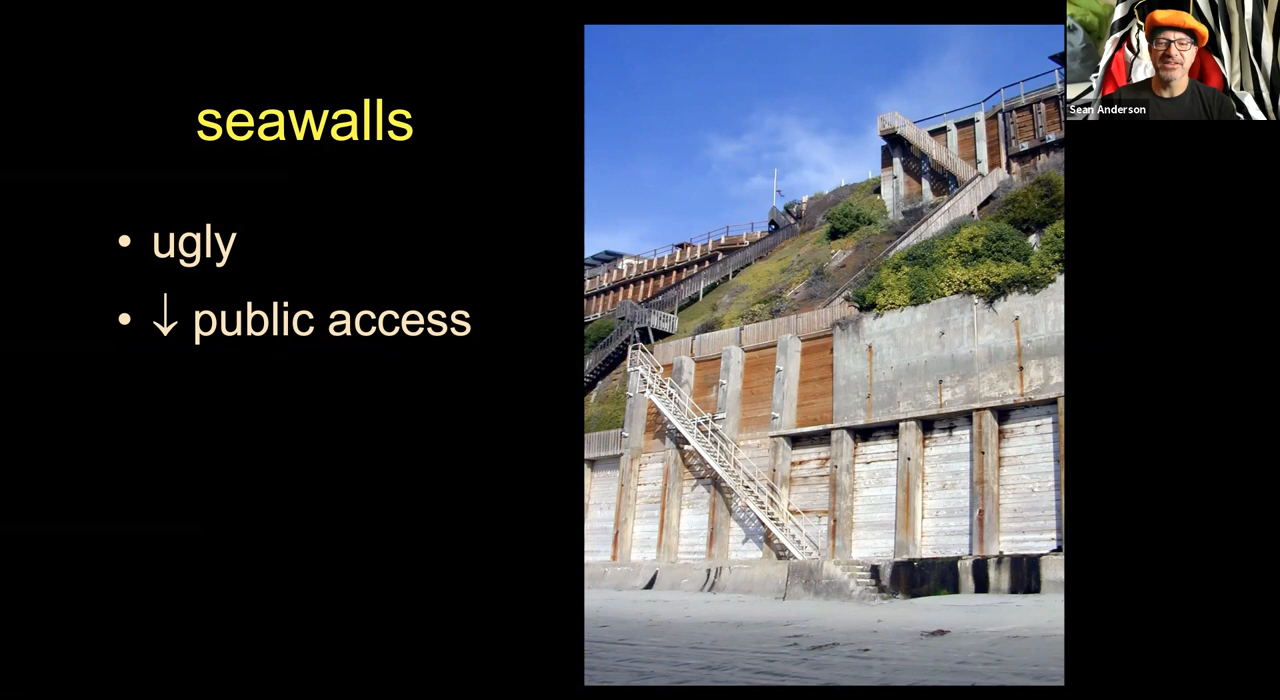 seawalls
• ugly
• ↓ public access
Sean Anderson